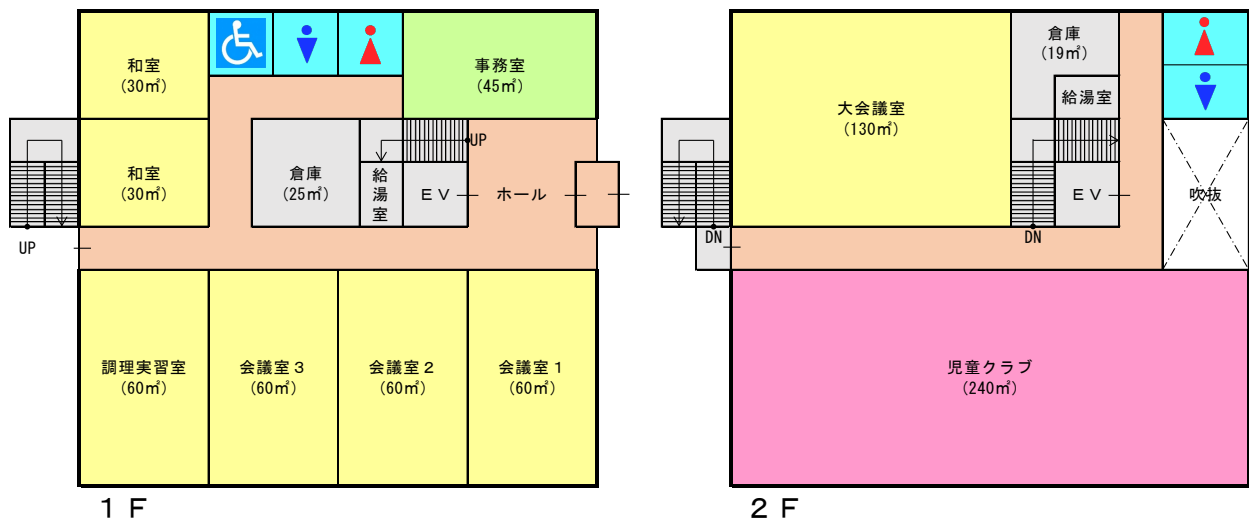 和室
(30㎡)
事務室
(45㎡)
和室
(30㎡)
倉庫
(25㎡)
給湯室
UP
ＥＶ
ホール
UP
調理実習室
(60㎡)
会議室３
(60㎡)
会議室２
(60㎡)
会議室１
(60㎡)
１Ｆ
大会議室
(130㎡)
倉庫
(19㎡)
給湯室
ＥＶ
吹抜
DN
DN
児童クラブ
(240㎡)
２Ｆ